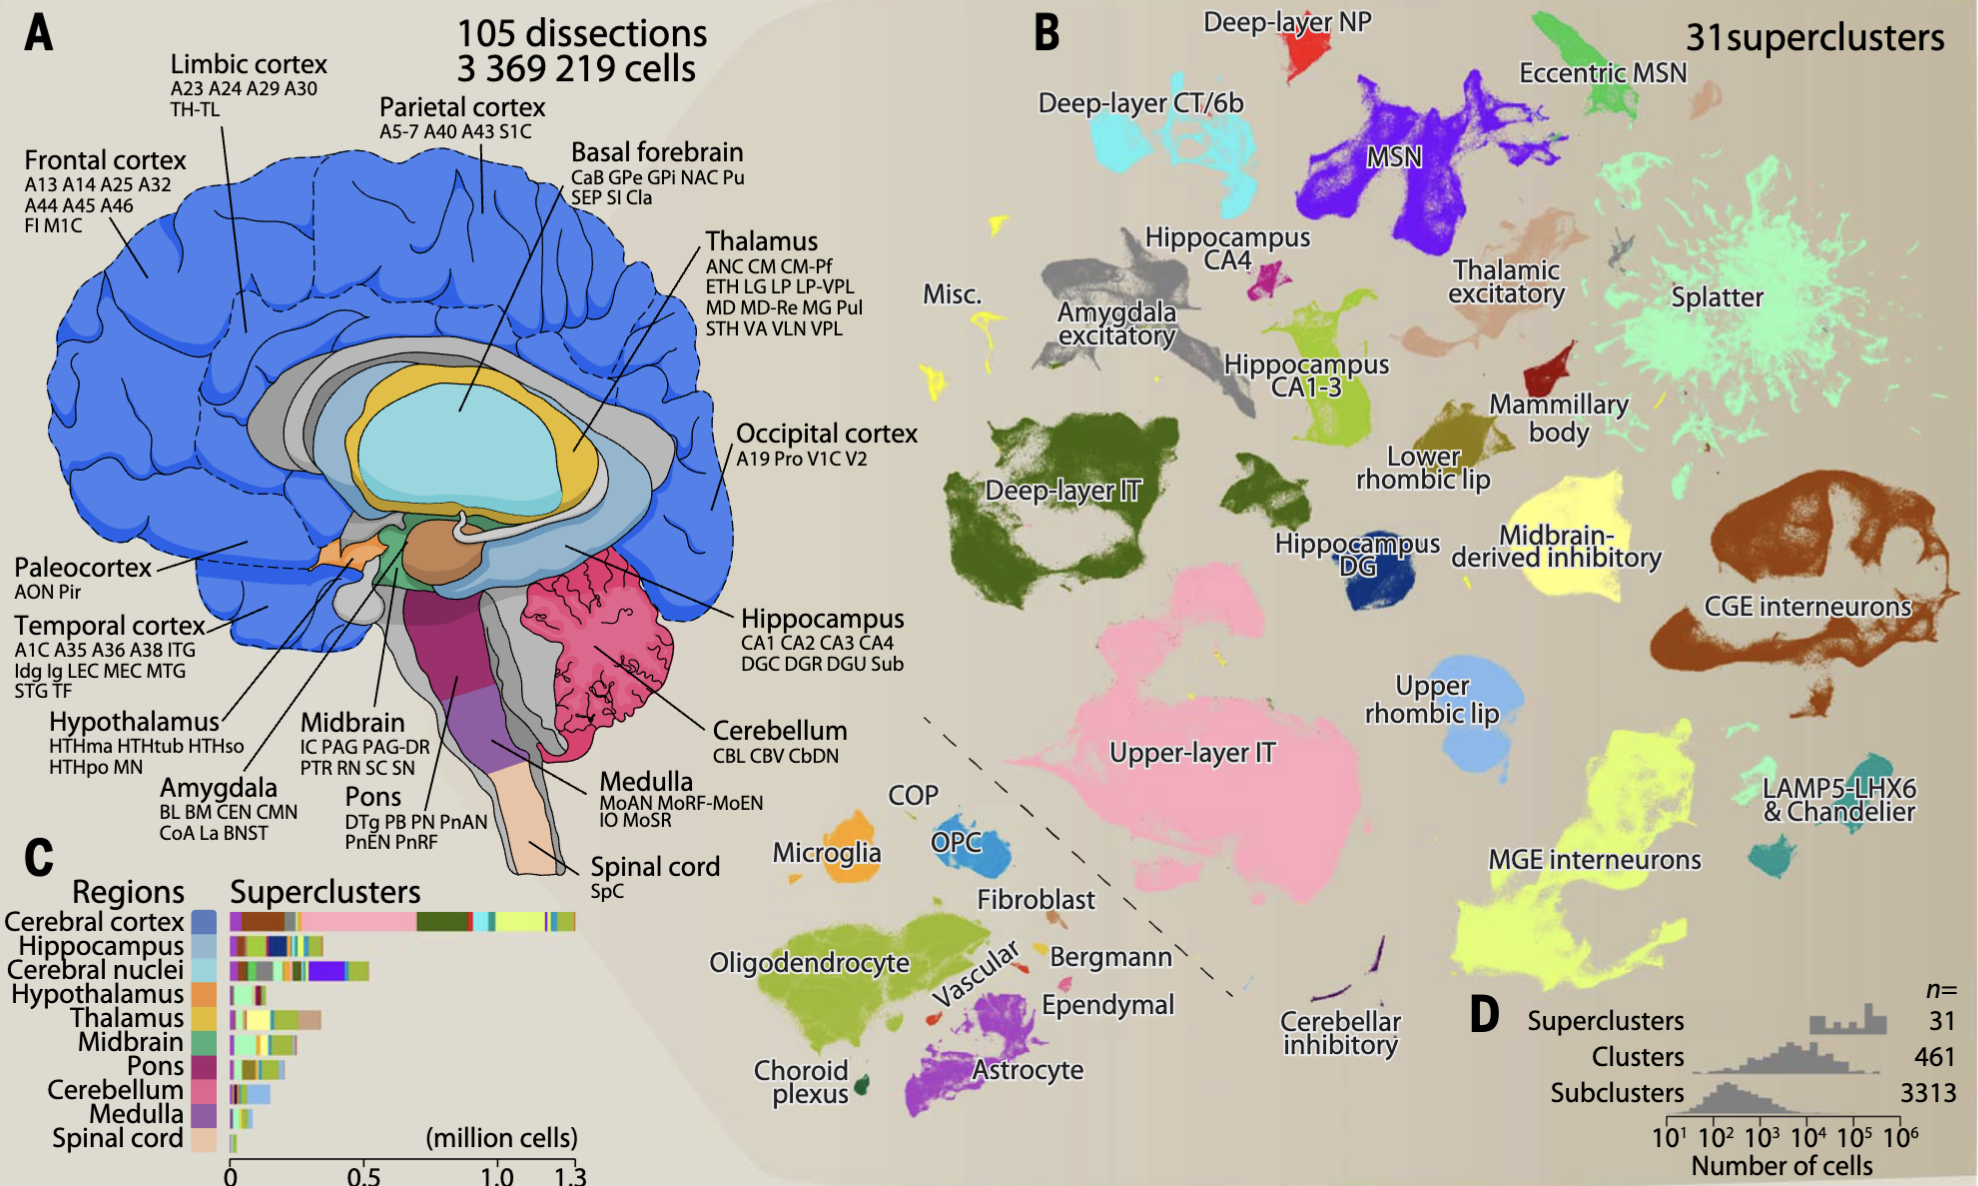 A
105 dissections
3 369 219 cells
Limbic cortex
A23 A24 A29 A30
TH-TL
Parietal cortex
A5-7 A40 A43 S1C
Frontal cortex
A13 A14 A25 A32
A44 A45 A46
FI M1C
Basal forebrain
CaB GPe GPi NAC Pu
SEP SI Cla
Thalamus
ANC CM CM-Pf
ETH LG LP LP-VPL
MD MD-Re MG Pul
STH VA VLN VPL
Occipital cortex
A19 Pro V1C V2
Paleocortex
AON Pir
Temporal cortex
A1C A35 A36 A38 ITG
Idg Ig LEC MEC MTG
STG TF
Hypothalamus
HTHma HTHtub HTHso
HTHpo MN
Amygdala
BL BM CEN CMN
CoA La BNST
Midbrain
IC PAG PAG-DR
PTR RN SC SN
Pons
DTg PB PN PnAN
PnEN PnRF
Hippocampus
CA1 CA2 CA3 CA4
DGC DGR DGU Sub
Cerebellum
CBL CBV CbDN
Medulla
MoAN MoRF-MoEN
IO MoSR
Spinal cord
SpC
B
31superclusters
Deep-layer NP
Eccentric MSN
Deep-layer CT/6b
MSN
Hippocampus
CA4
Thalamic
excitatory
Splatter
Misc.
Amygdala
excitatory
Hippocampus
CA1-3
Mammillary
body
Lower
rhombic lip
Deep-layer IT
Hippocampus
DG
Midbrain-
derived inhibitory
CGE interneurons
Upper
rhombic lip
Upper-layer IT
LAMP5-LHX6
& Chandelier
MGE interneurons
COP
Microglia
OPC
Fibroblast
Oligodendrocyte
Vascular
Bergmann
Ependymal
Choroid
plexus
Astrocyte
Cerebellar
inhibitory
C
Regions
Superclusters
Cerebral cortex
Hippocampus
Cerebral nuclei
Hypothalamus
Thalamus
Midbrain
Pons
Cerebellum
Medulla
Spinal cord
(million cells)
0 0.5 1.0 1.3
D
n=
Superclusters 31
Clusters 461
Subclusters 3313
10¹ 10² 10³ 10⁴ 10⁵ 10⁶
Number of cells